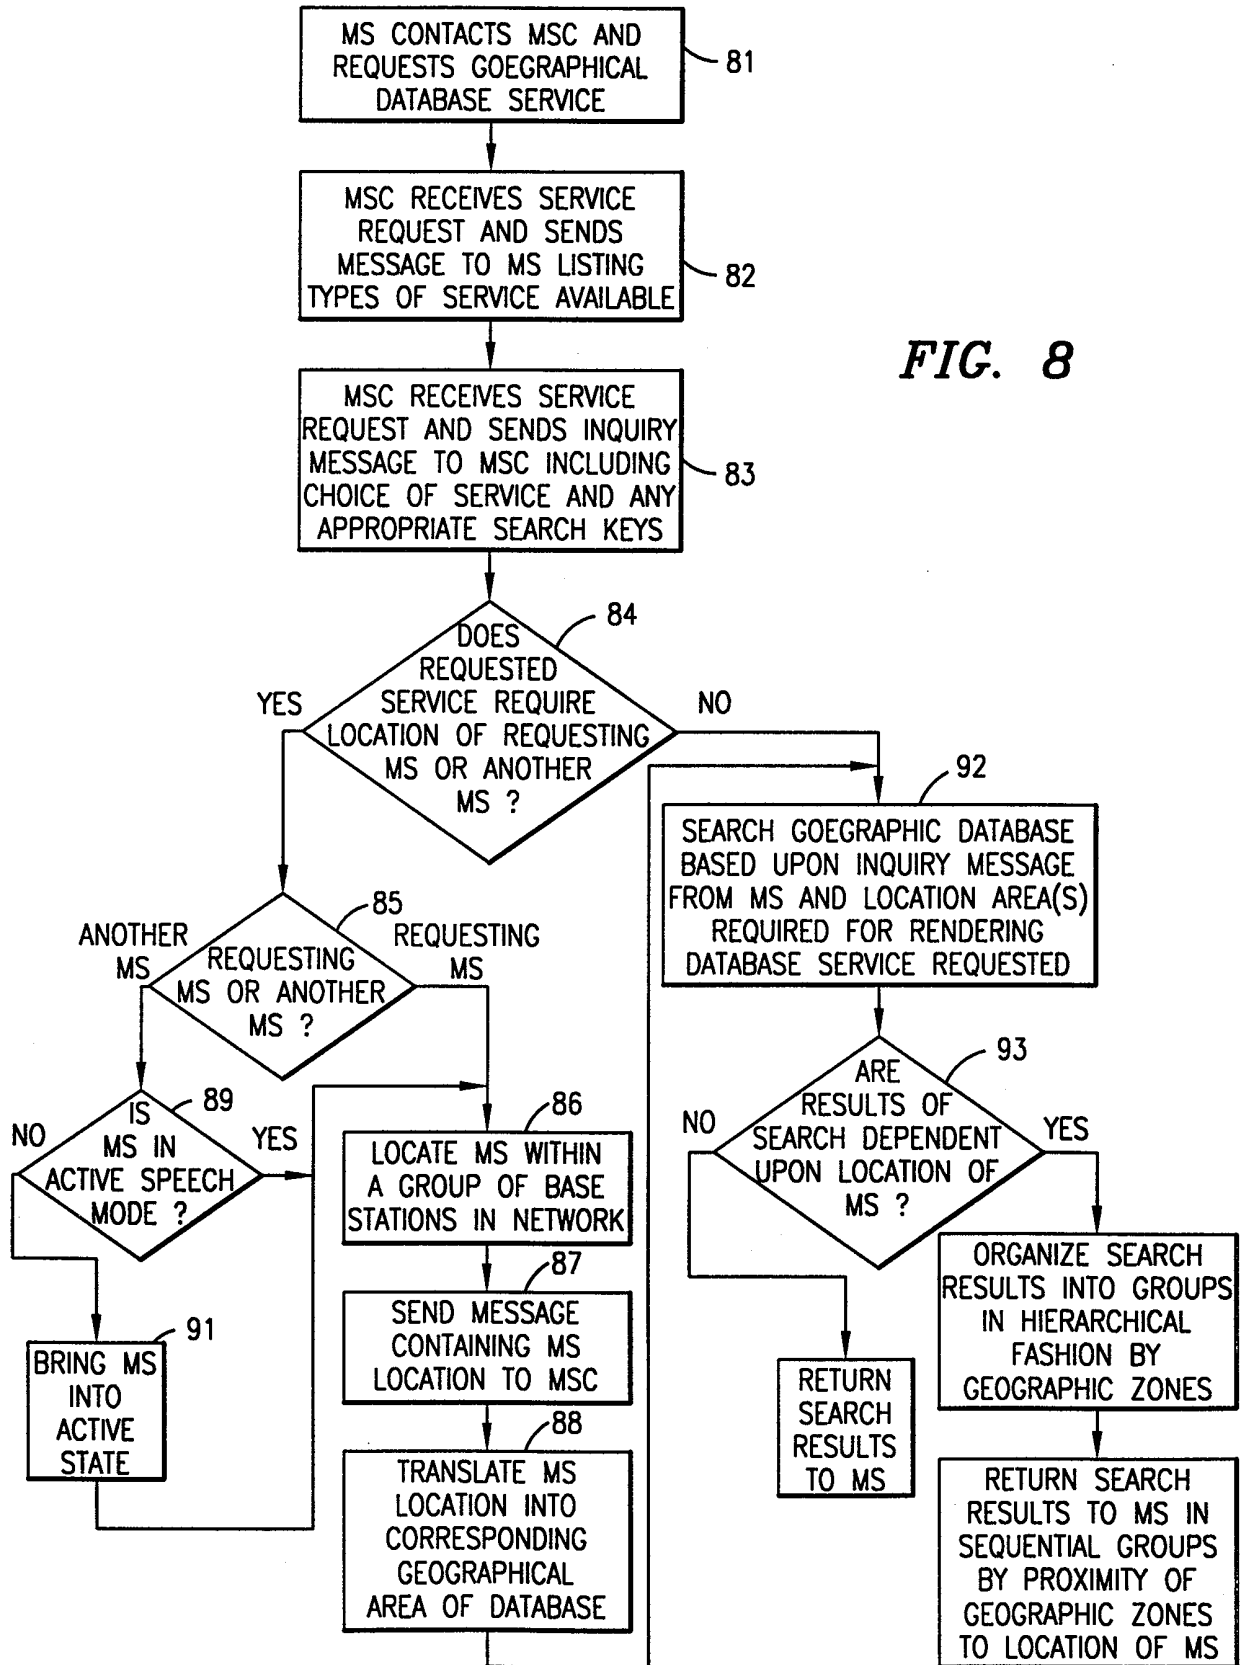 MS CONTACTS MSC AND
REQUESTS GOEGRAPHICAL
DATABASE SERVICE
81
MSC RECEIVES SERVICE
REQUEST AND SENDS
MESSAGE TO MS LISTING
TYPES OF SERVICE AVAILABLE
82
FIG. 8
MSC RECEIVES SERVICE
REQUEST AND SENDS INQUIRY
MESSAGE TO MSC INCLUDING
CHOICE OF SERVICE AND ANY
APPROPRIATE SEARCH KEYS
83
84
DOES
REQUESTED
SERVICE REQUIRE
LOCATION OF REQUESTING
MS OR ANOTHER
MS ?
YES
NO
85
REQUESTING
MS OR ANOTHER
MS ?
ANOTHER
MS
REQUESTING
MS
89
IS
MS IN
ACTIVE SPEECH
MODE ?
NO
YES
91
BRING MS
INTO
ACTIVE
STATE
86
LOCATE MS WITHIN
A GROUP OF BASE
STATIONS IN NETWORK
87
SEND MESSAGE
CONTAINING MS
LOCATION TO MSC
88
TRANSLATE MS
LOCATION INTO
CORRESPONDING
GEOGRAPHICAL
AREA OF DATABASE
92
SEARCH GOEGRAPHIC DATABASE
BASED UPON INQUIRY MESSAGE
FROM MS AND LOCATION AREA(S)
REQUIRED FOR RENDERING
DATABASE SERVICE REQUESTED
93
ARE
RESULTS OF
SEARCH DEPENDENT
UPON LOCATION OF
MS ?
NO
YES
RETURN
SEARCH
RESULTS
TO MS
ORGANIZE SEARCH
RESULTS INTO GROUPS
IN HIERARCHICAL
FASHION BY
GEOGRAPHIC ZONES
RETURN SEARCH
RESULTS TO MS IN
SEQUENTIAL GROUPS
BY PROXIMITY OF
GEOGRAPHIC ZONES
TO LOCATION OF MS